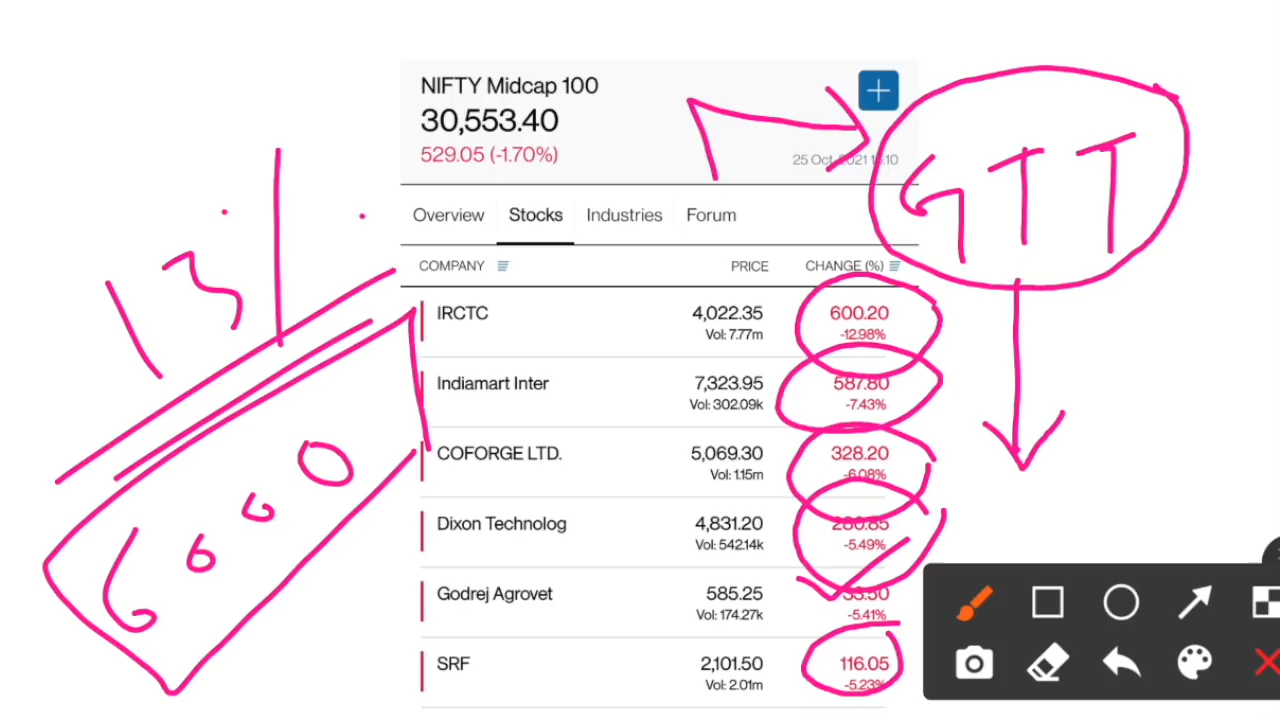 NIFTY Midcap 100
30,553.40
529.05 (-1.70%)
25 Oct, 2021
Overview Stocks Industries Forum
COMPANY PRICE CHANGE (%)
IRCTC 4,022.35 600.20
Vol: 7.77m -12.98%
Indiamart Inter 7,323.95 587.80
Vol: 302.09k -7.43%
COFORGE LTD. 5,069.30 328.20
Vol: 1.15m -6.08%
Dixon Technolog 4,831.20 280.85
Vol: 542.14k -5.49%
Godrej Agrovet 585.25
Vol: 174.27k -5.41%
SRF 2,101.50 116.05
Vol: 2.01m -5.23%
GTT
6000